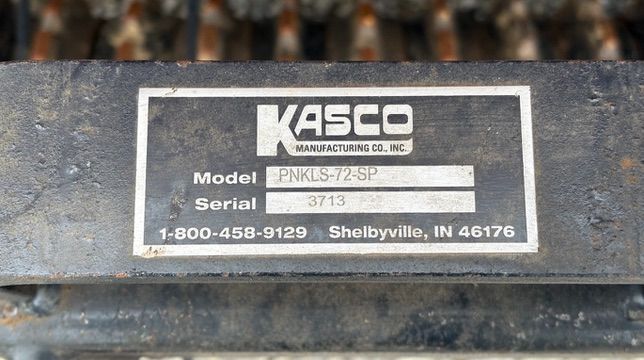 KASCO
MANUFACTURING CO., INC.
Model PNKLS-72-SP
Serial 3713
1-800-458-9129 Shelbyville, IN 46176